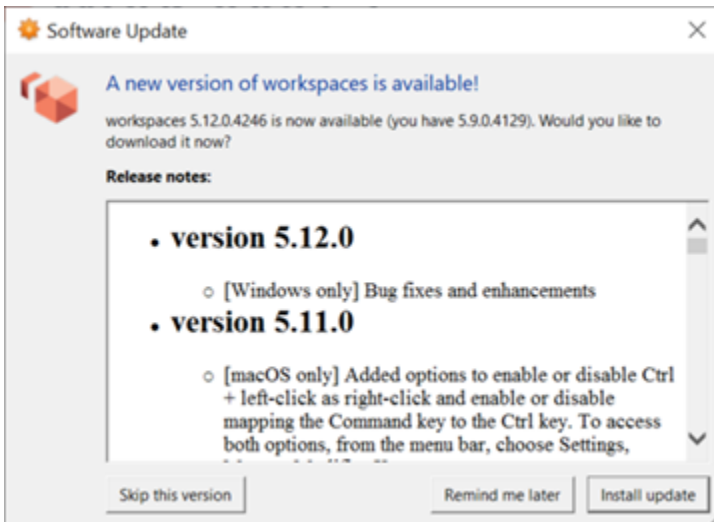 Software Update
A new version of workspaces is available!
workspaces 5.12.0.4246 is now available (you have 5.9.0.4129). Would you like to
download it now?
Release notes:
• version 5.12.0
○ [Windows only] Bug fixes and enhancements
• version 5.11.0
○ [macOS only] Added options to enable or disable Ctrl
+ left-click as right-click and enable or disable
mapping the Command key to the Ctrl key. To access
both options, from the menu bar, choose Settings,
Skip this version
Remind me later
Install update